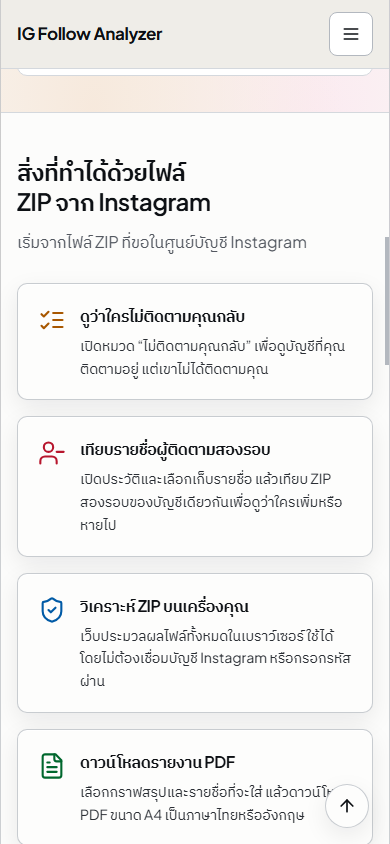 IG Follow Analyzer
สิ่งที่ทำได้ด้วยไฟล์
ZIP จาก Instagram
เริ่มจากไฟล์ ZIP ที่ขอในศูนย์บัญชี Instagram
ดูว่าใครไม่ติดตามคุณกลับ
เปิดหมวด “ไม่ติดตามคุณกลับ” เพื่อดูบัญชีที่คุณ
ติดตามอยู่ แต่เขาไม่ได้ติดตามคุณ
เทียบรายชื่อผู้ติดตามสองรอบ
เปิดประวัติและเลือกเก็บรายชื่อ แล้วเทียบ ZIP
สองรอบของบัญชีเดียวกันเพื่อดูว่าใครเพิ่มหรือ
หายไป
วิเคราะห์ ZIP บนเครื่องคุณ
เว็บประมวลผลไฟล์ทั้งหมดในเบราว์เซอร์ ใช้ได้
โดยไม่ต้องเชื่อมบัญชี Instagram หรือกรอกรหัส
ผ่าน
ดาวน์โหลดรายงาน PDF
เลือกกราฟสรุปและรายชื่อที่จะใส่ แล้ว
PDF ขนาด A4 เป็นภาษาไทยหรืออังกฤษ